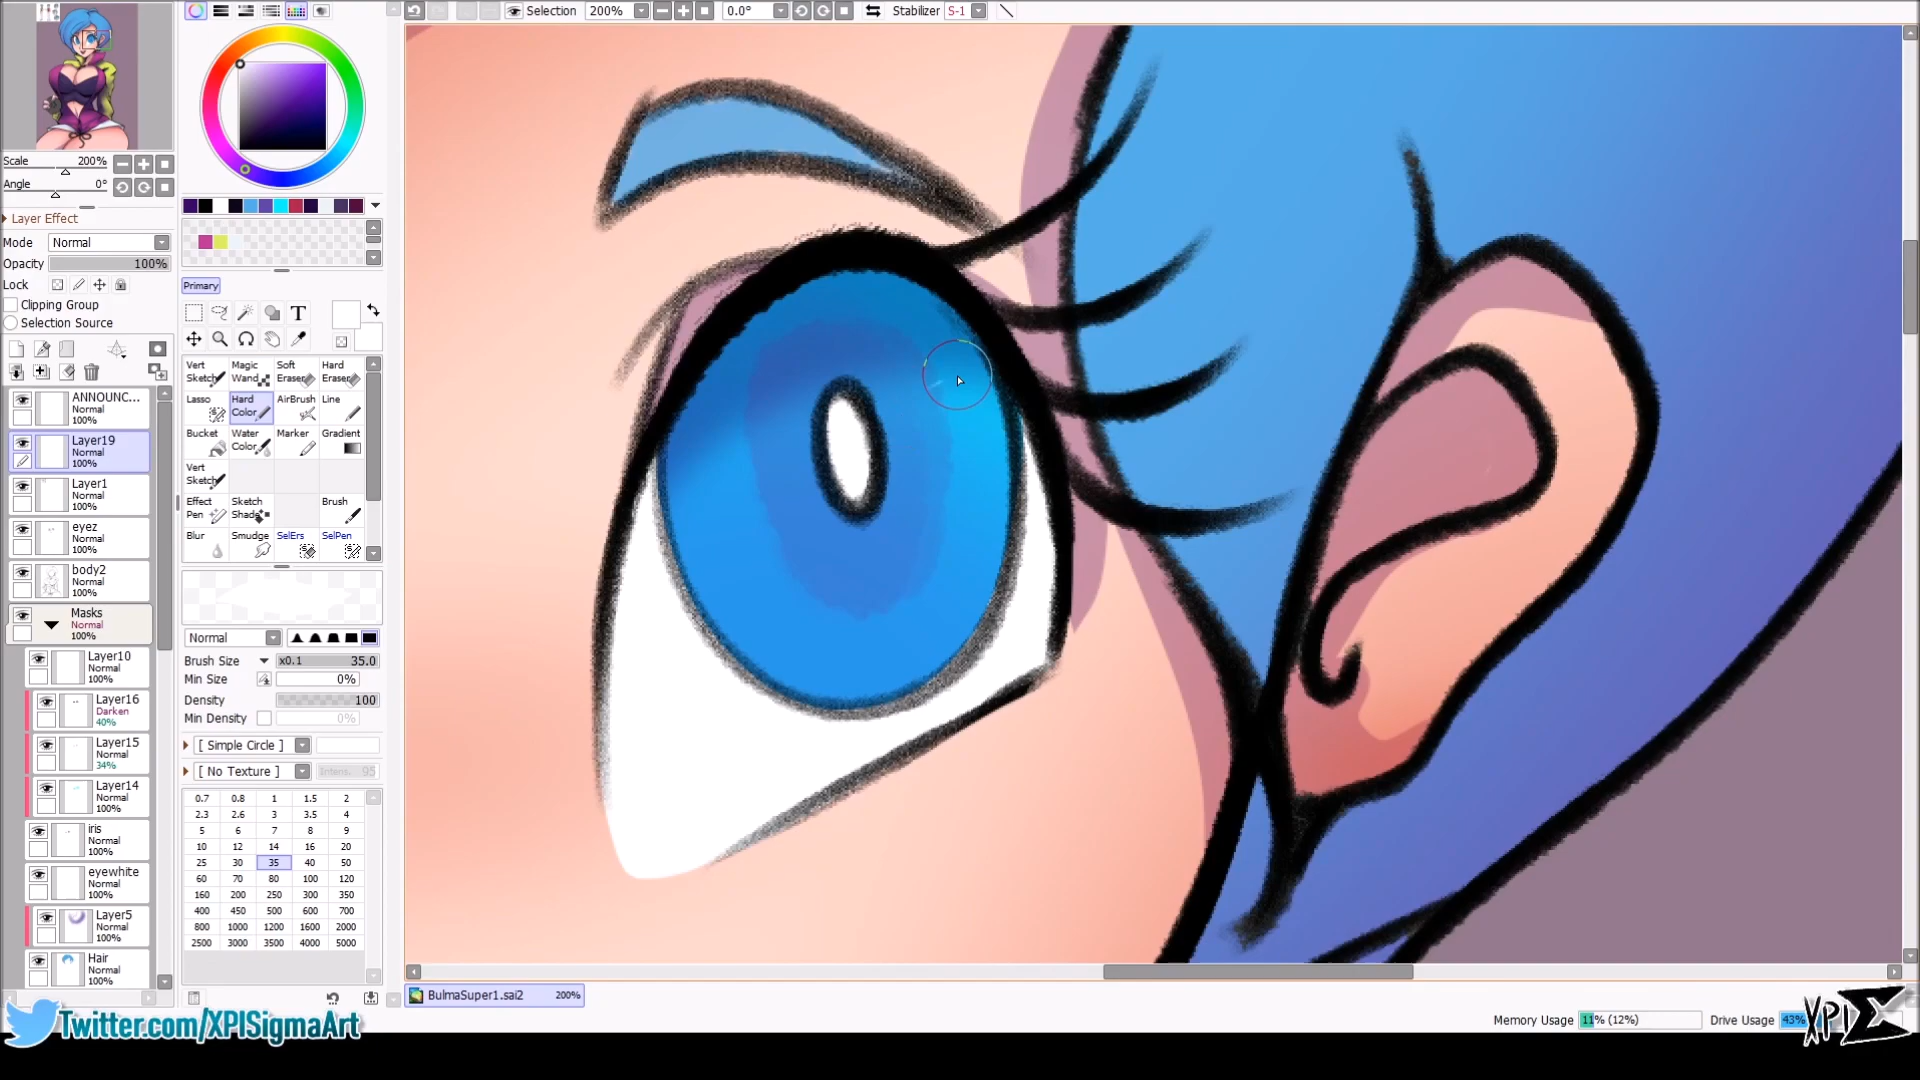 Selection
200%
0.0°
Stabilizer
S-1
Scale
200%
Angle
0°
Layer Effect
Mode
Normal
Opacity
100%
Lock
Clipping Group
Selection Source
ANNOUNC...
Normal
100%
Layer19
Normal
100%
Layer1
Normal
100%
eyez
Normal
100%
body2
Normal
100%
Masks
Normal
100%
Layer10
Normal
100%
Layer16
Darken
40%
Layer15
Normal
34%
Layer14
Normal
100%
iris
Normal
100%
eyewhite
Normal
100%
Layer5
Normal
100%
Hair
Normal
100%
Primary
T
Vert Sketch
Magic Wand
Soft Eraser
Hard Eraser
Lasso
Hard Color
AirBrush
Line
Bucket
Water Color
Marker
Gradient
Vert Sketch
Effect Pen
Sketch Shade
Brush
Blur
Smudge
SelErs
SelPen
Normal
Brush Size
x0.1
35.0
Min Size
0%
Density
100
Min Density
0%
[ Simple Circle ]
[ No Texture ]
Intens.
95
0.7 0.8 1 1.5 2
2.3 2.6 3 3.5 4
5 6 7 8 9
10 12 14 16 20
25 30 35 40 50
60 70 80 100 120
160 200 250 300 350
400 450 500 600 700
800 1000 1200 1600 2000
2500 3000 3500 4000 5000
BulmaSuper1.sai2
200%
Memory Usage
11% (12%)
Drive Usage
43%
Twitter.com/XPISigmaArt
XPI